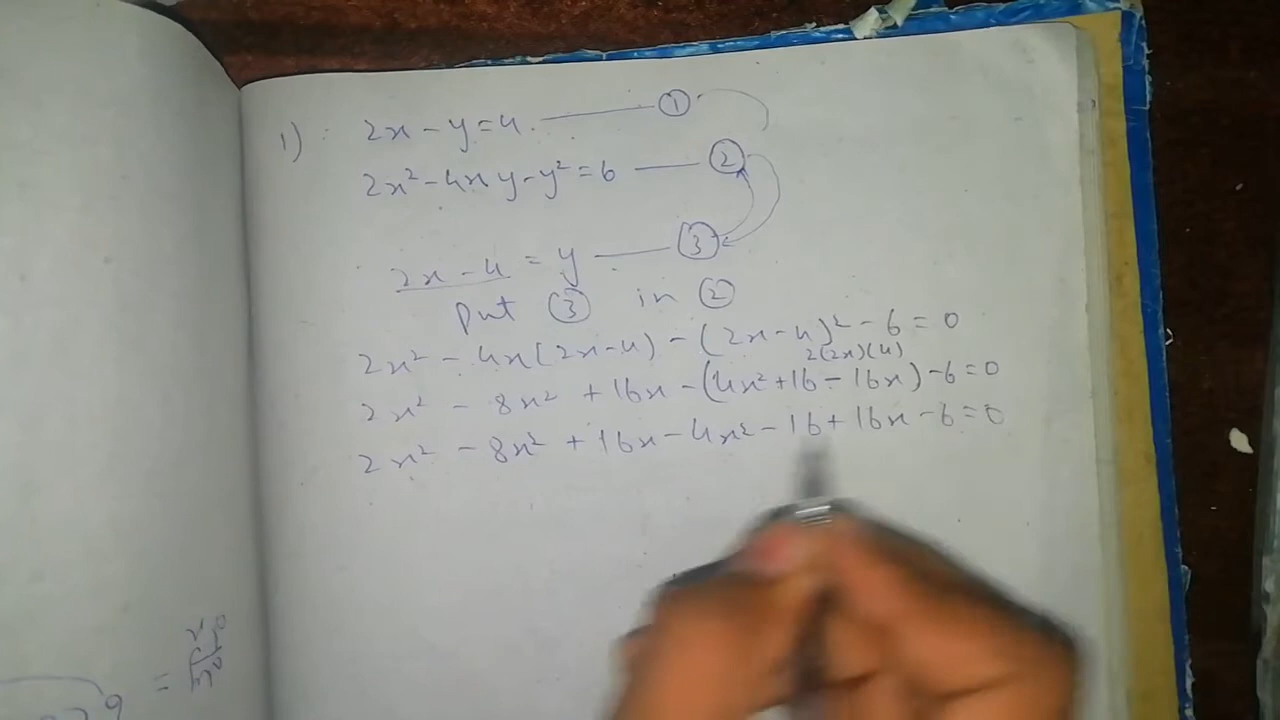 1) 2x - y = 4 ——— ①
2x² - 4xy - y² = 6 —— ②
2x - 4 = y —— ③
Put ③ in ②
2x² - 4x(2x-4) - (2x-4)² - 6 = 0
2(2x)(4)
2x² - 8x² + 16x - (4x² + 16 - 16x) - 6 = 0
2x² - 8x² + 16x - 4x² - 16 + 16x - 6 = 0